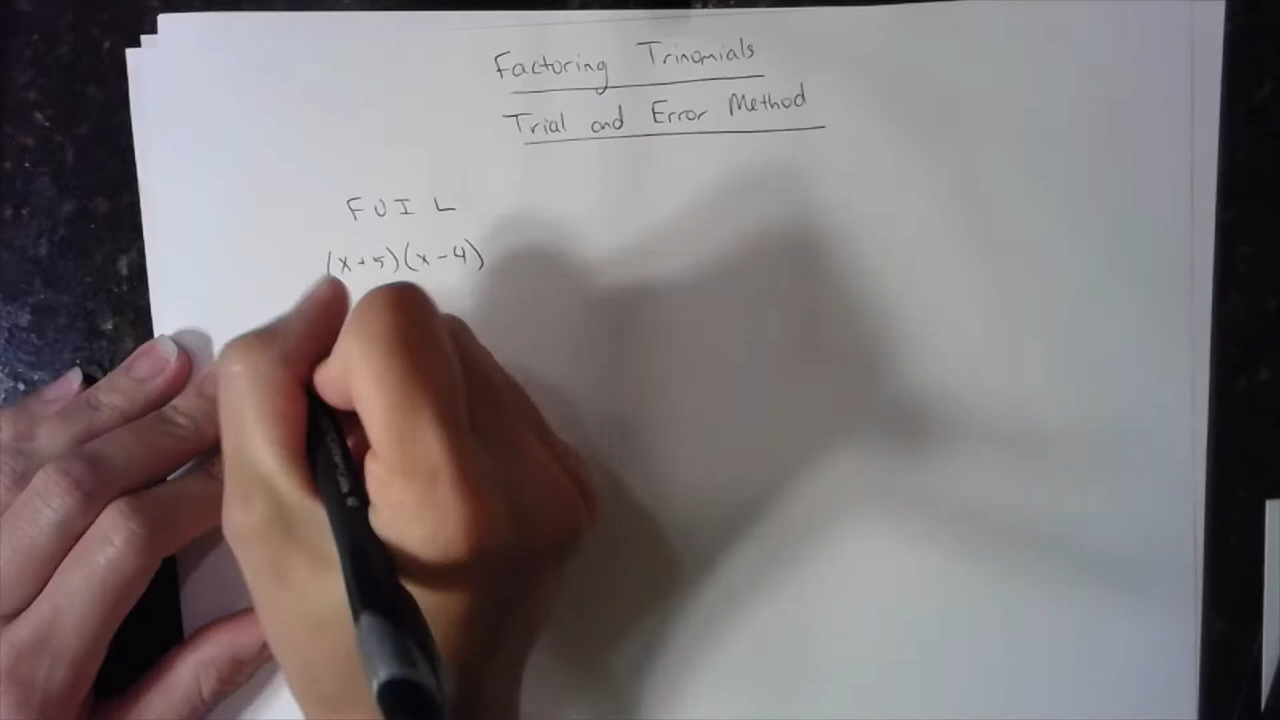 Factoring Trinomials
Trial and Error Method
F O I L
(x+5)(x-4)